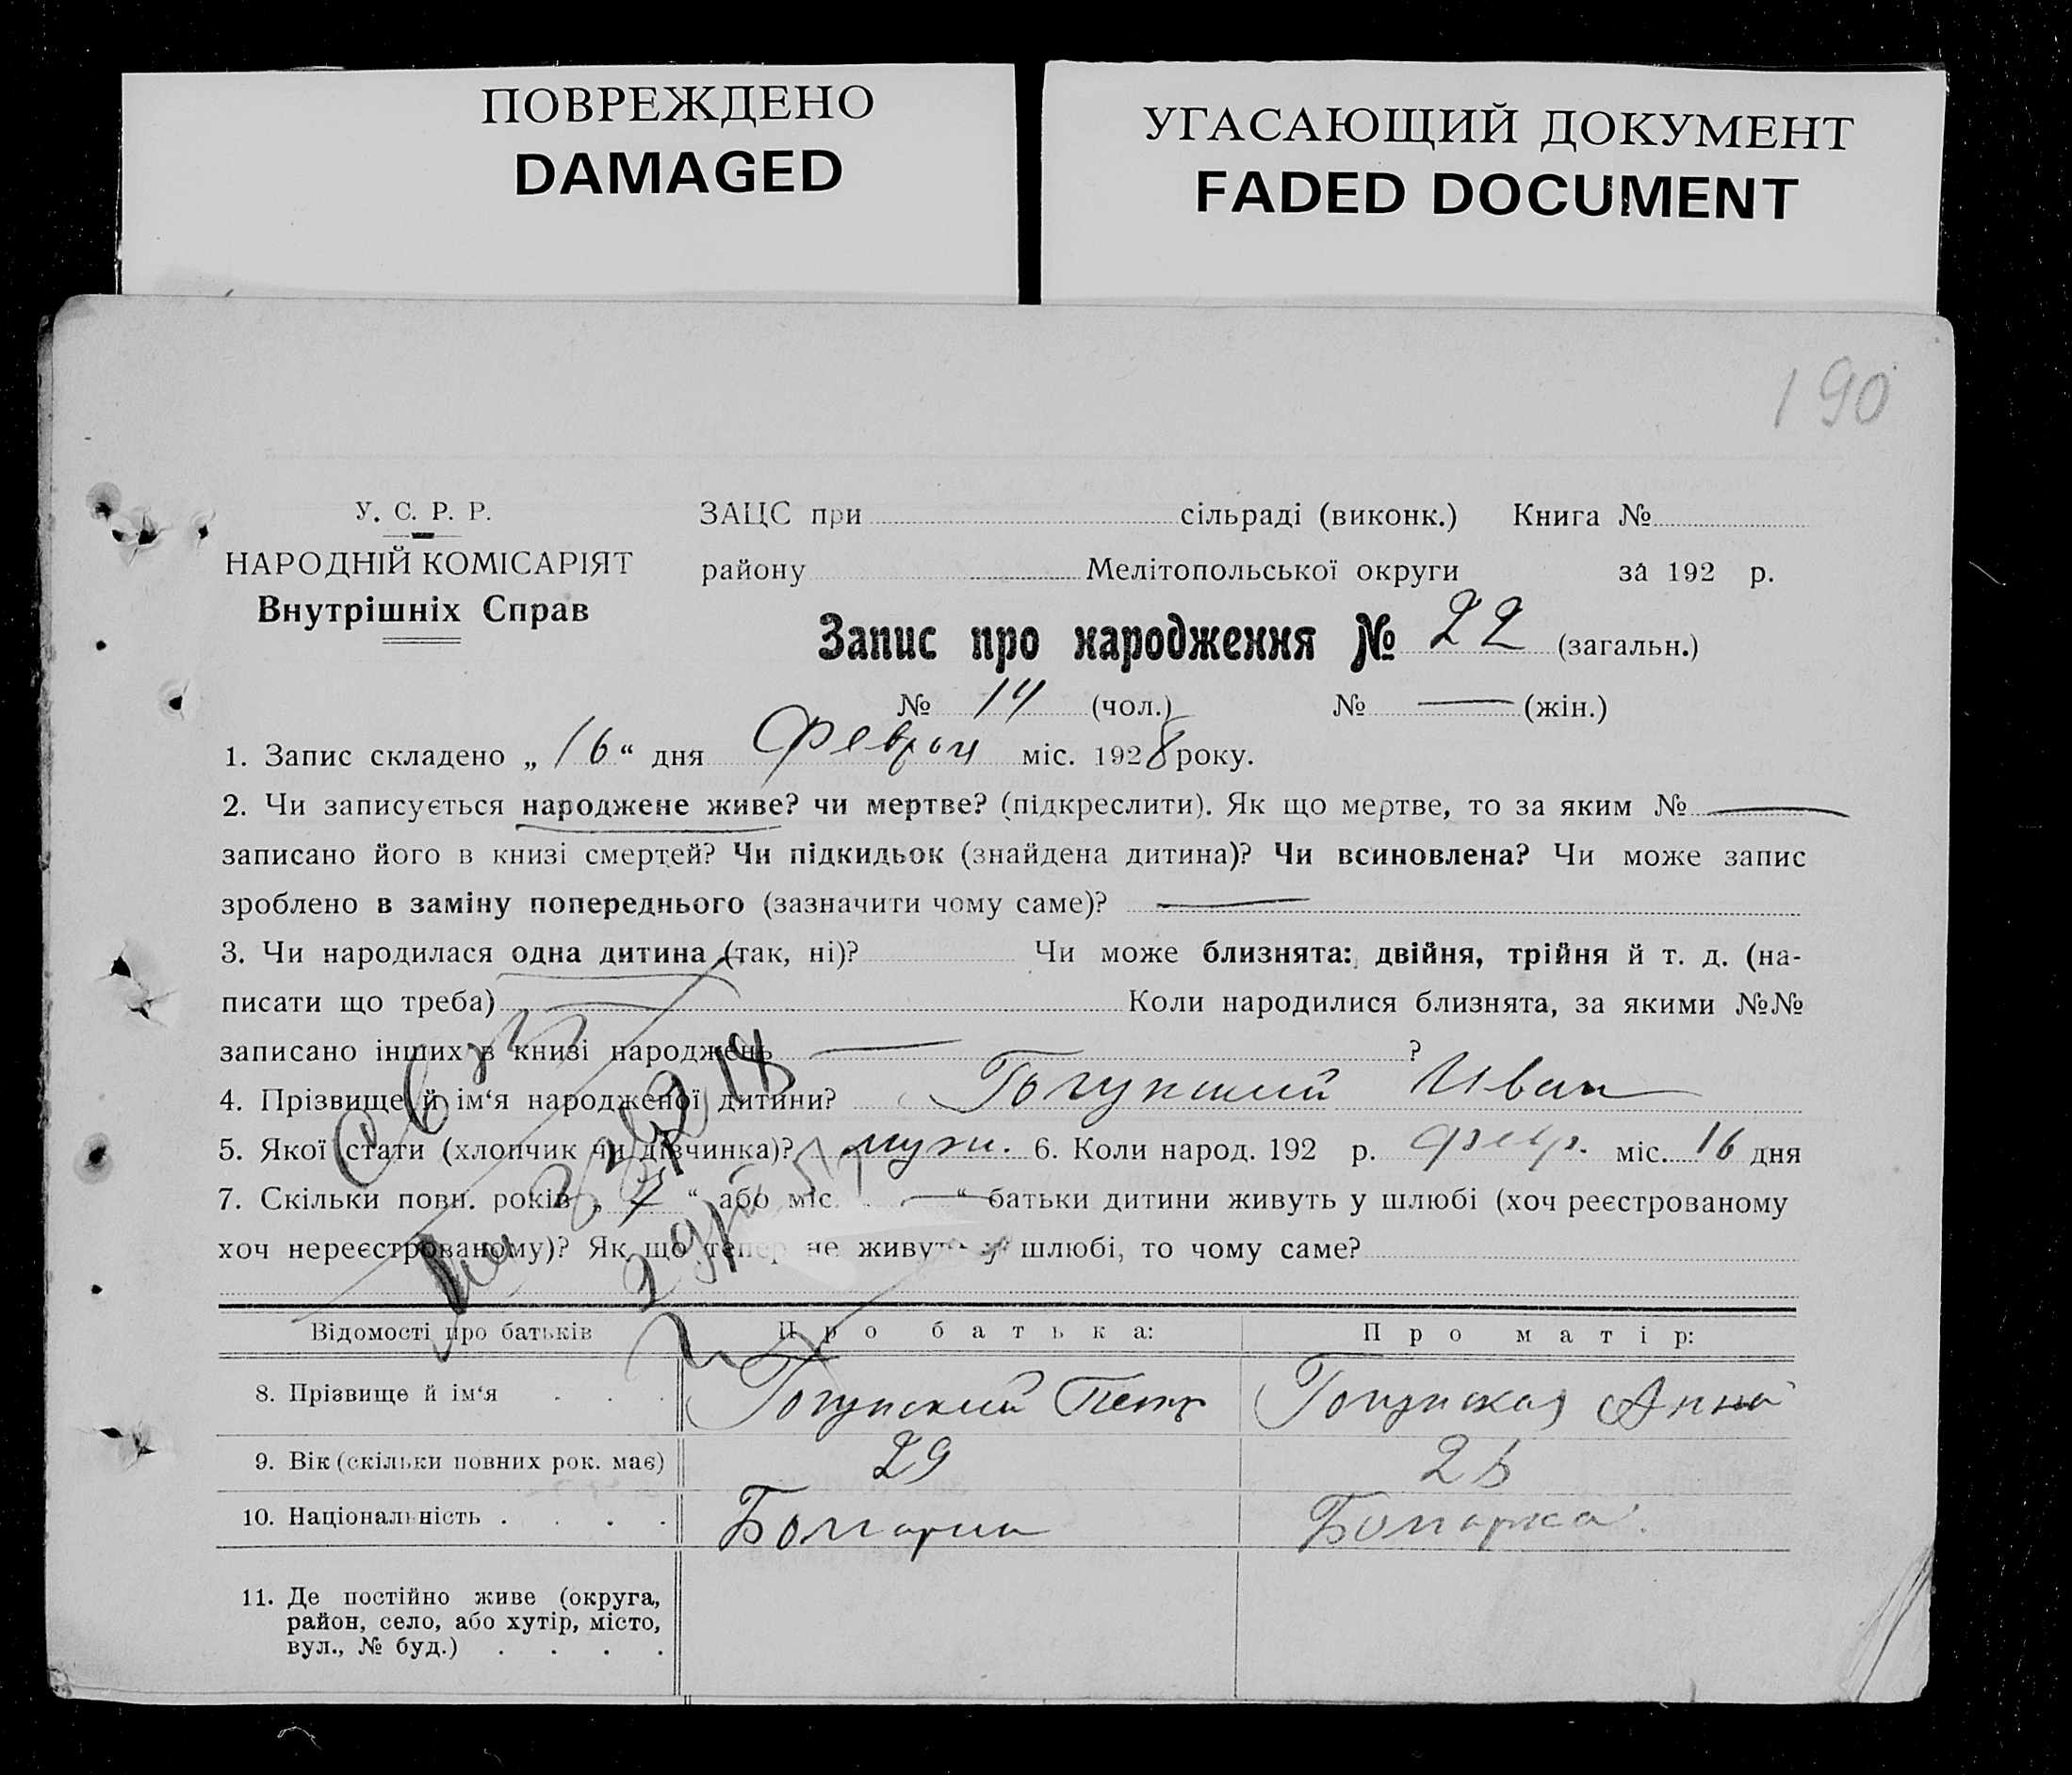 ПОВРЕЖДЕНО
DAMAGED
УГАСАЮЩИЙ ДОКУМЕНТ
FADED DOCUMENT
190
У. С. Р. Р.
НАРОДНІЙ КОМІСАРІЯТ
Внутрішніх Справ
ЗАЦС при сільраді (виконк.) Книга №
району Мелітопольської округи за 192 р.
Запис про народження № 22 (загальн.)
№ 14 (чол.) № — (жін.)
1. Запис складено „ 16 “ дня Феврал міс. 1928 року.
2. Чи записується народжене живе? чи мертве? (підкреслити). Як що мертве, то за яким № —
записано його в книзі смертей? Чи підкидьок (знайдена дитина)? Чи всиновлена? Чи може запис
зроблено в заміну попереднього (зазначити чому саме)? —
3. Чи народилася одна дитина (так, ні)? Чи може близнята: двійня, трійня й т. д. (на-
писати що треба) — Коли народилися близнята, за якими №№
записано інших в книзі народжень — ?
4. Прізвище й ім‘я народженої дитини? Иван
5. Якої стати (хлопчик чи дівчинка)? муж. 6. Коли народ. 192 р. февр. міс. 16 дня
7. Скільки повн. років „ 7 “ або міс. — “ батьки дитини живуть у шлюбі (хоч реєстрованому
хоч нереєстрованому)? Як що тепер не живуть у шлюбі, то чому саме?
Відомості про батьків Про батька: Про матір:
8. Прізвище й ім‘я . . . Петр Анна
9. Вік (скільки повних рок. має) 29
10. Національність . . . . Болгарин Болгарка
11. Де постійно живе (округа,
район, село, або хутір, місто,
вул., № буд.) . . . .